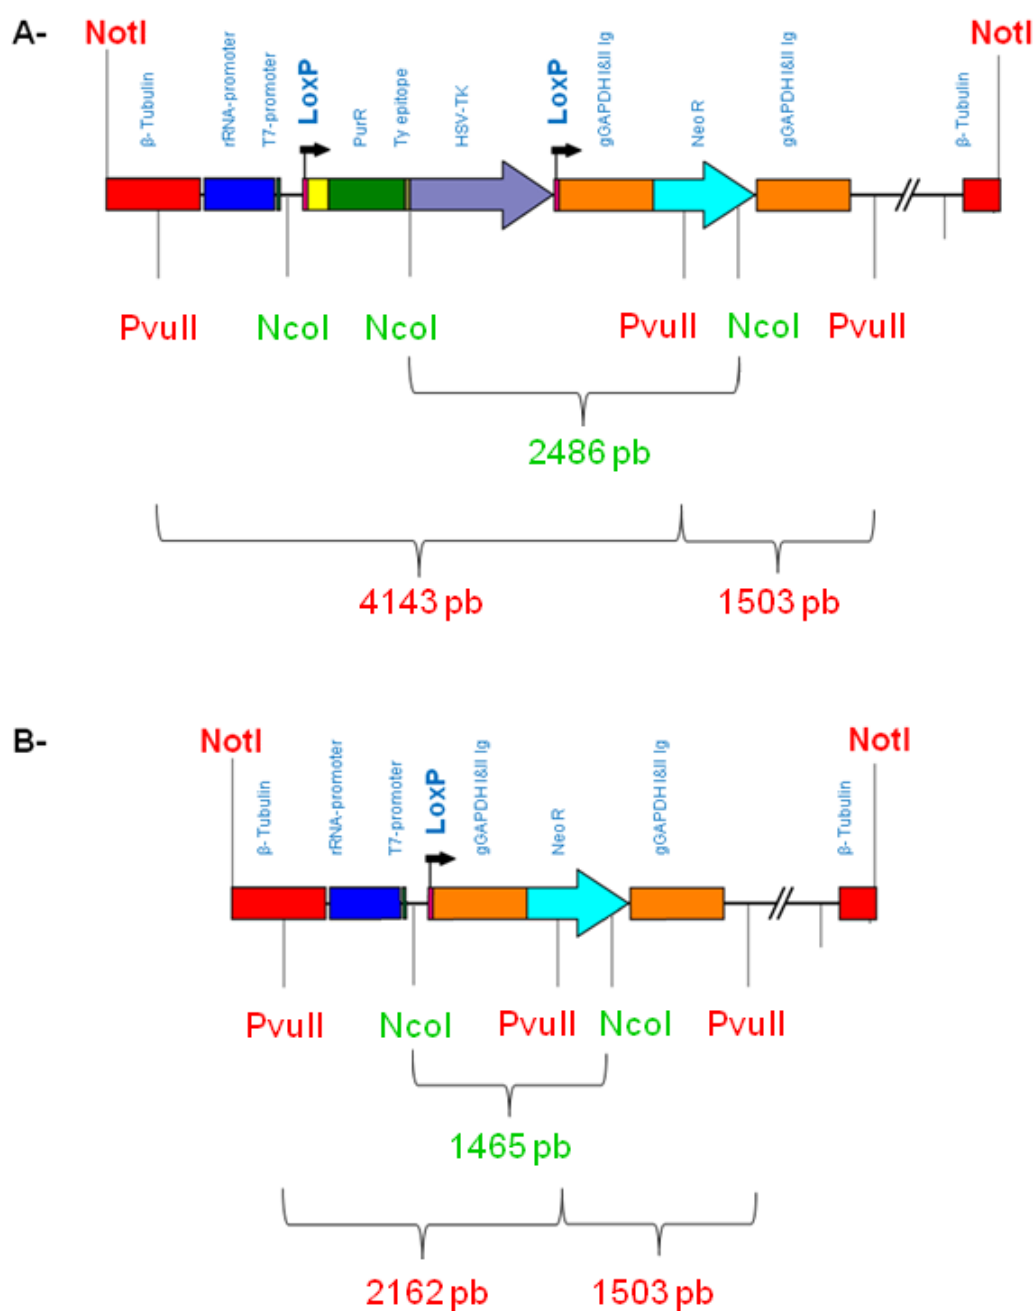 A-
NotI
NotI
β- Tubulin
rRNA-promoter
T7-promoter
LoxP
PurR
Ty epitope
HSV-TK
LoxP
gGAPDH I&II Ig
Neo R
gGAPDH I&II Ig
β- Tubulin
PvuII
NcoI
NcoI
PvuII
NcoI
PvuII
2486 pb
4143 pb
1503 pb
B-
NotI
NotI
β- Tubulin
rRNA-promoter
T7-promoter
LoxP
gGAPDH I&II Ig
Neo R
gGAPDH I&II Ig
β- Tubulin
PvuII
NcoI
PvuII
NcoI
PvuII
1465 pb
2162 pb
1503 pb